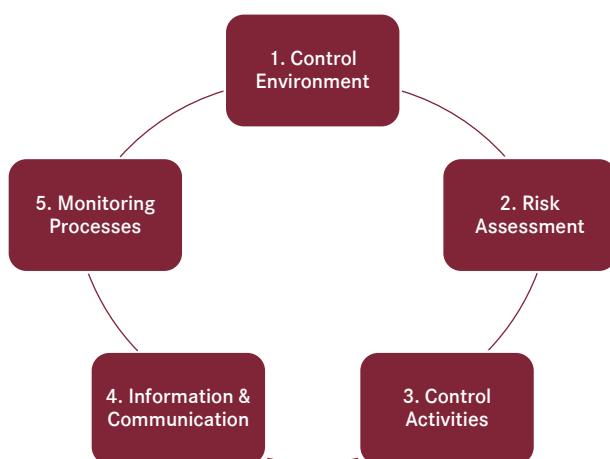 1. Control
Environment
2. Risk
Assessment
3. Control
Activities
4. Information &
Communication
5. Monitoring
Processes